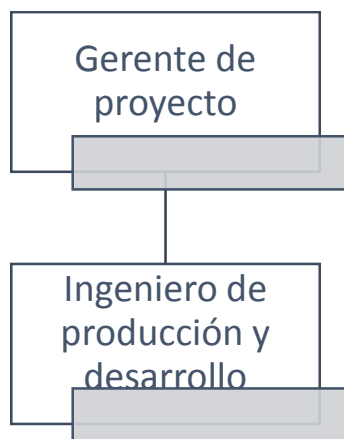 Gerente de
proyecto
Ingeniero de
producción y
desarrollo